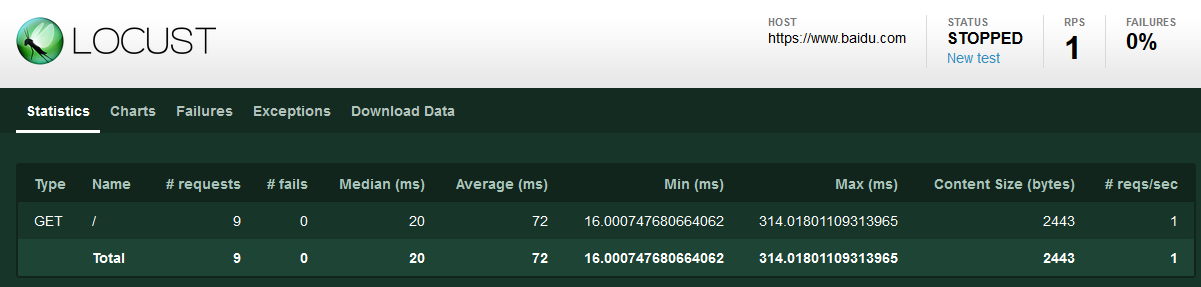 LOCUST
HOST
https://www.baidu.com
STATUS
STOPPED
New test
RPS
1
FAILURES
0%
Statistics Charts Failures Exceptions Download Data
Type Name # requests # fails Median (ms) Average (ms) Min (ms) Max (ms) Content Size (bytes) # reqs/sec
GET / 9 0 20 72 16.000747680664062 314.01801109313965 2443 1
Total 9 0 20 72 16.000747680664062 314.01801109313965 2443 1